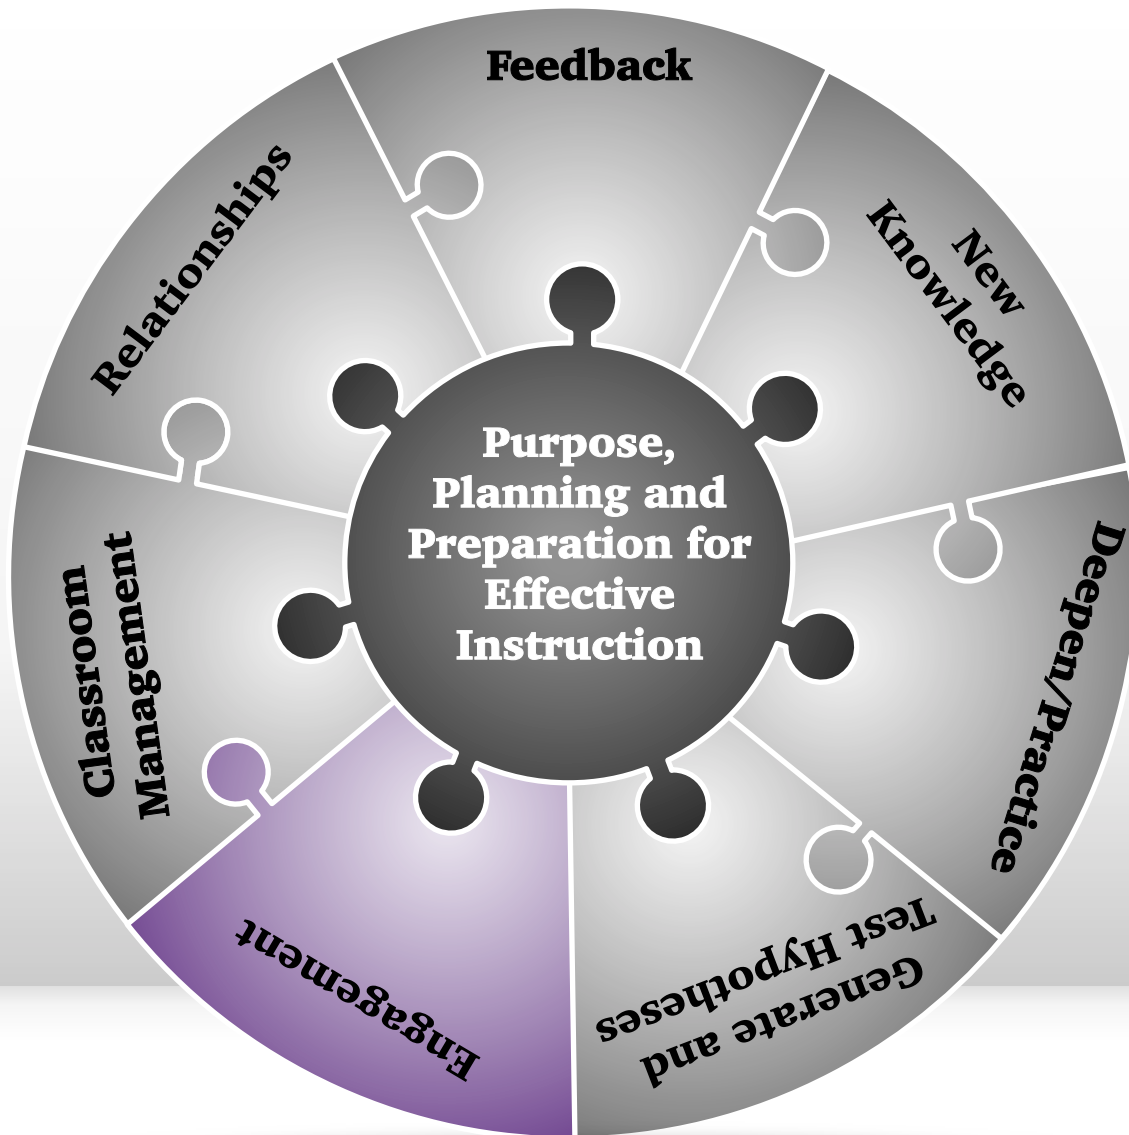 Feedback
New
Knowledge
Deepen/Practice
Generate and
Test Hypotheses
Engagement
Classroom
Management
Relationships
Purpose,
Planning and
Preparation for
Effective
Instruction